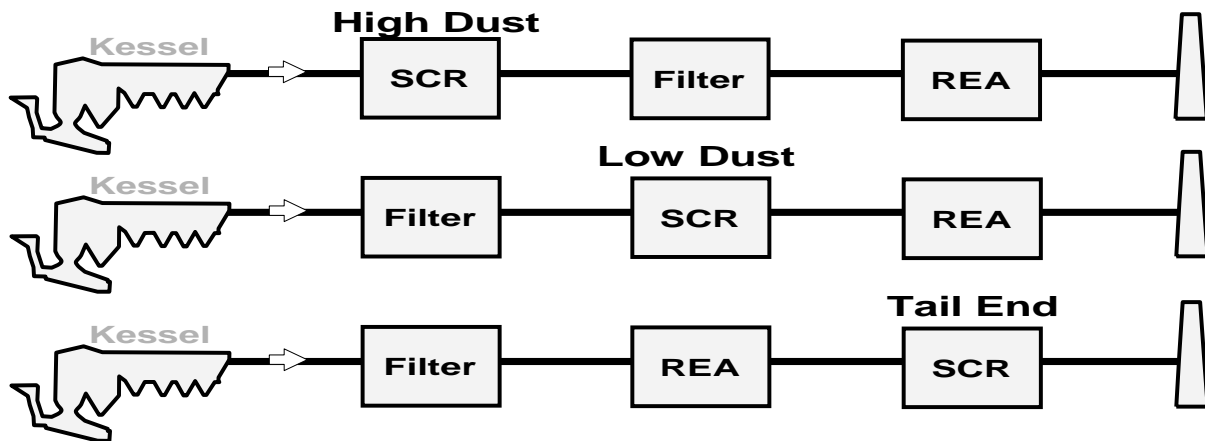 High Dust
Kessel
SCR
Filter
REA
Low Dust
Kessel
Filter
SCR
REA
Tail End
Kessel
Filter
REA
SCR